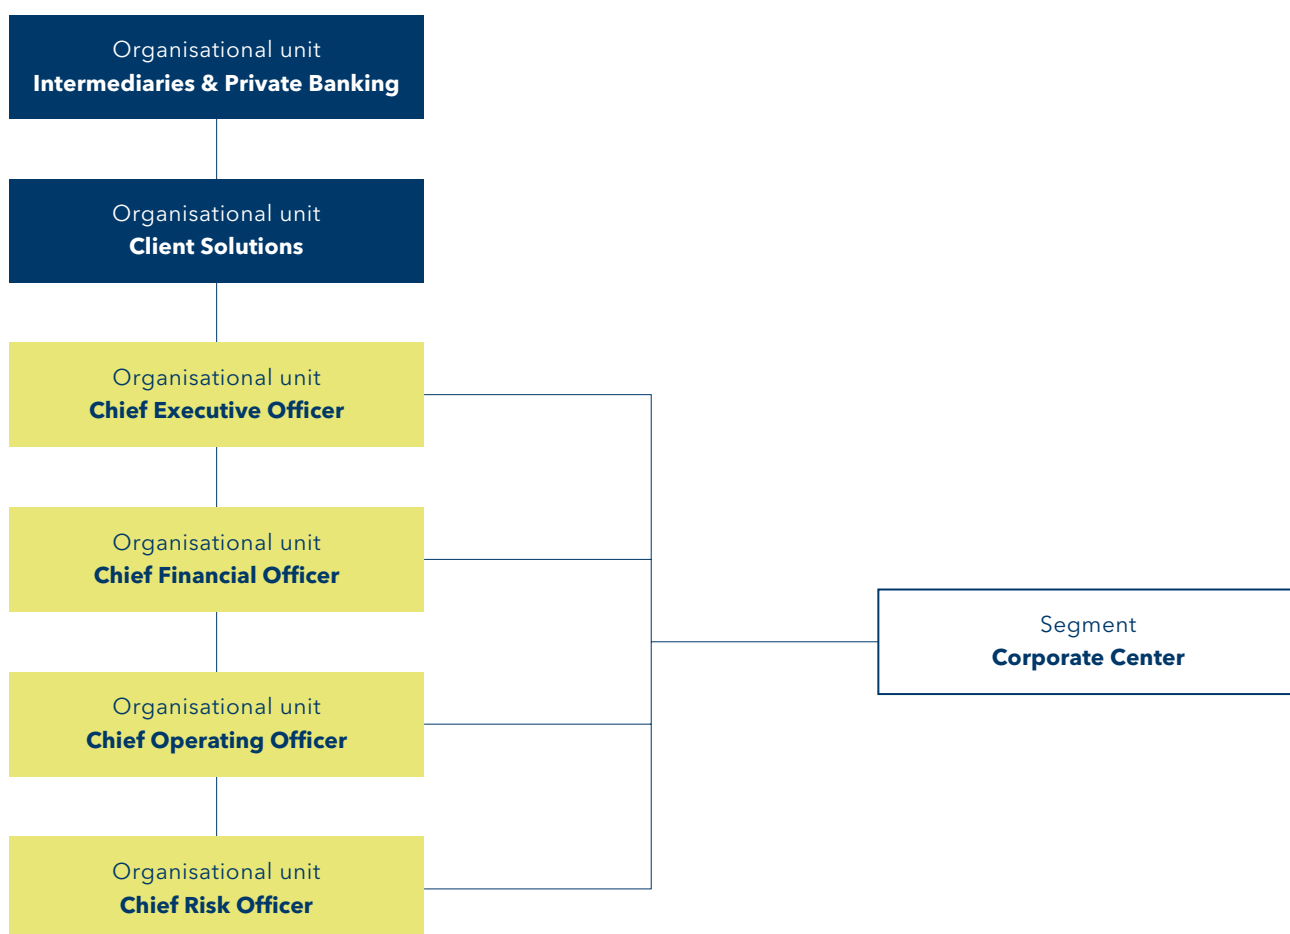 Organisational unit
Intermediaries & Private Banking
Organisational unit
Client Solutions
Organisational unit
Chief Executive Officer
Organisational unit
Chief Financial Officer
Organisational unit
Chief Operating Officer
Organisational unit
Chief Risk Officer
Segment
Corporate Center